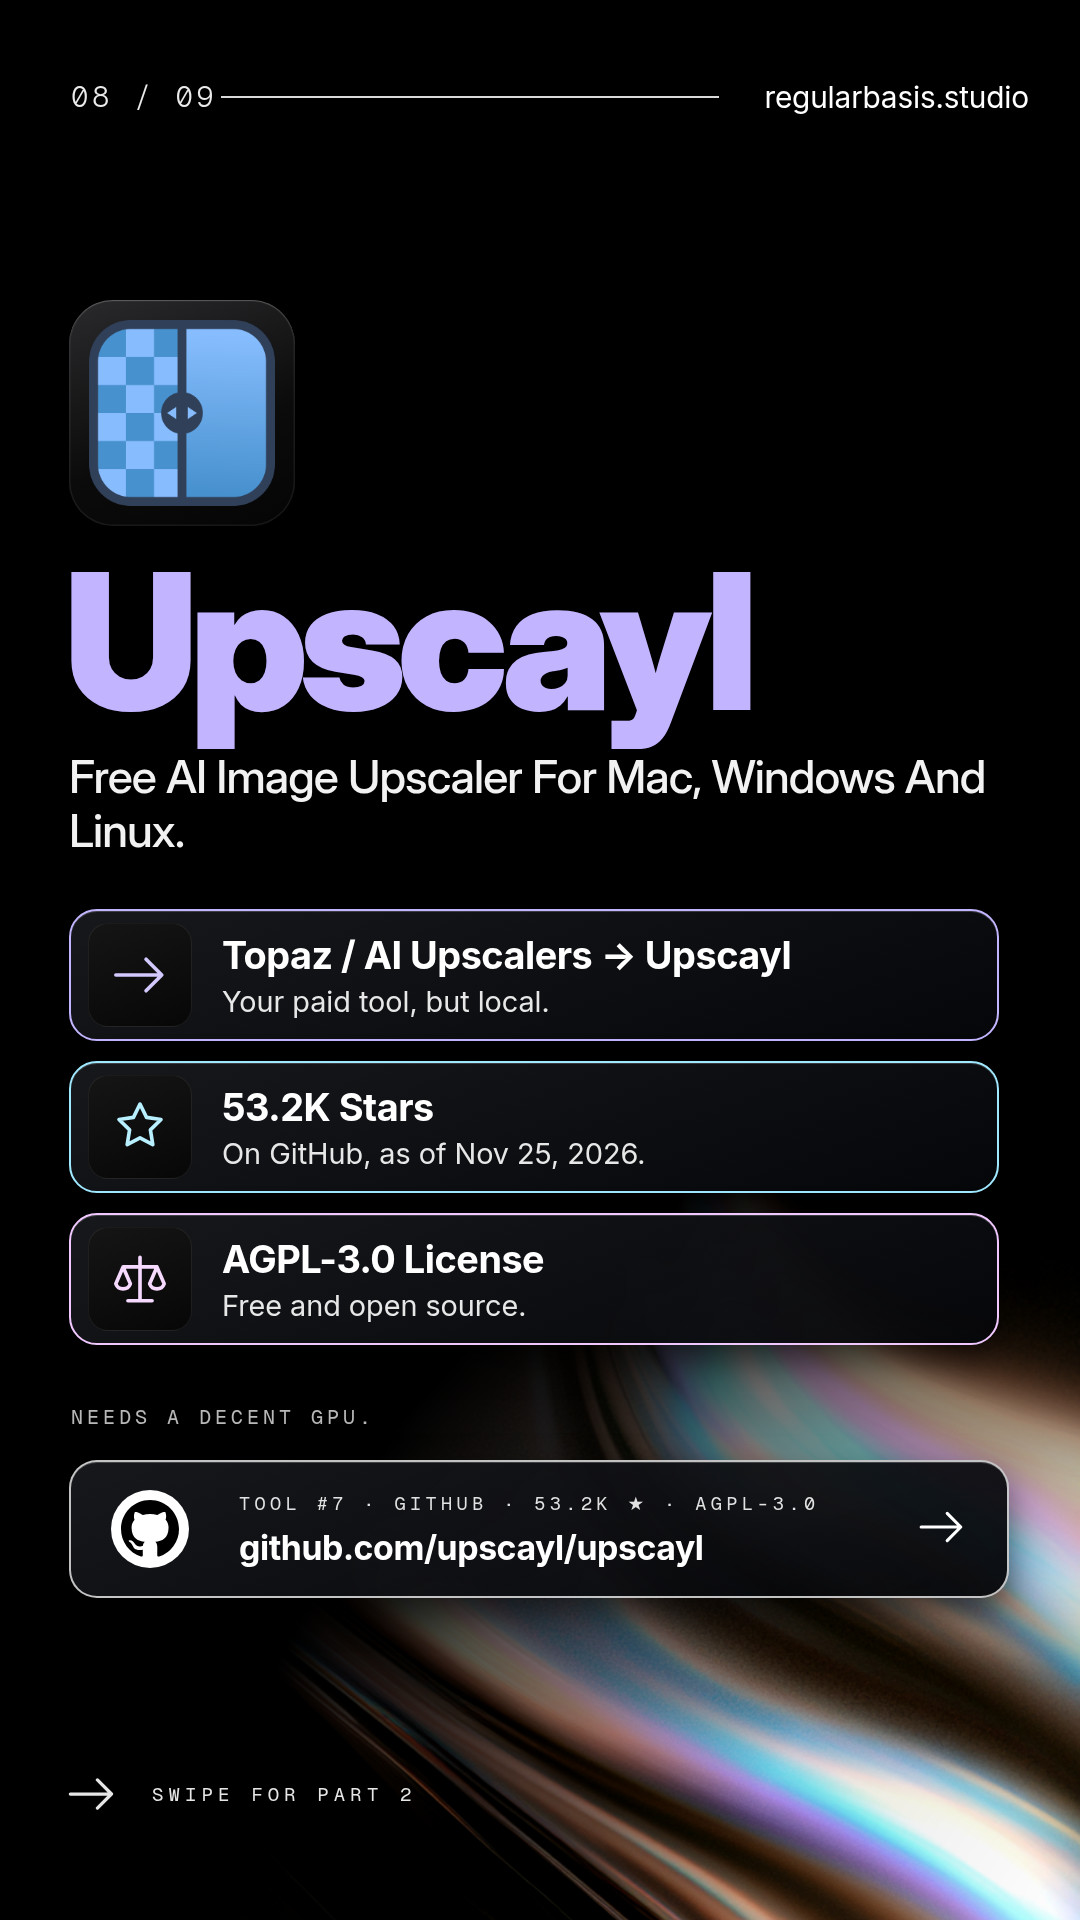 08 / 09
regularbasis.studio
Upscayl
Free AI Image Upscaler For Mac, Windows And
Linux.
Topaz / AI Upscalers → Upscayl
Your paid tool, but local.
53.2K Stars
On GitHub, as of Nov 25, 2026.
AGPL-3.0 License
Free and open source.
NEEDS A DECENT GPU.
TOOL #7 · GITHUB · 53.2K ★ · AGPL-3.0
github.com/upscayl/upscayl
SWIPE FOR PART 2